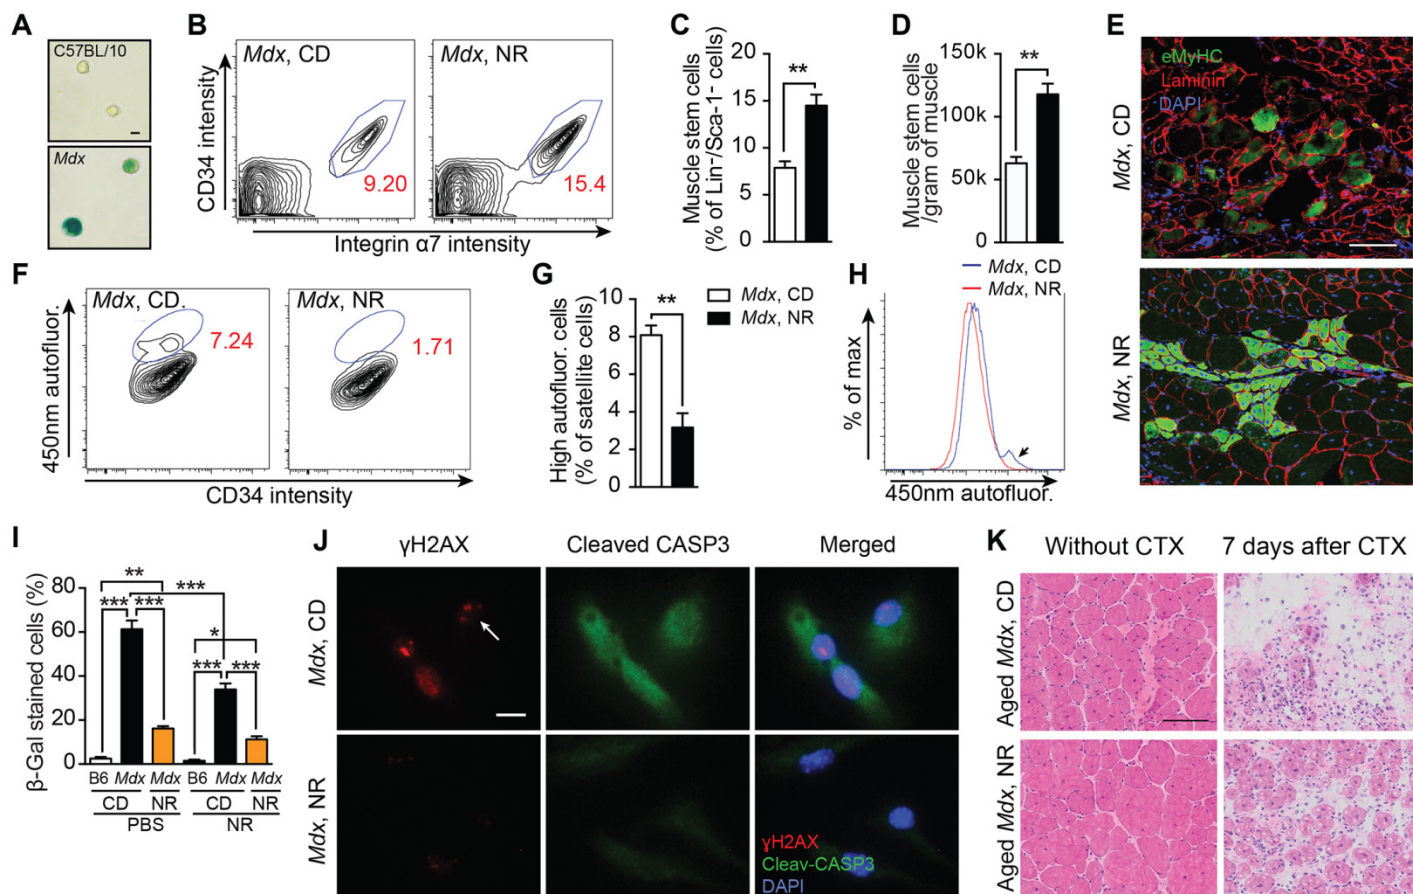 A
C57BL/10
Mdx
B
Mdx, CD
9.20
Mdx, NR
15.4
CD34 intensity
Integrin α7 intensity
C
Muscle stem cells
(% of Lin-/Sca-1- cells)
20
15
10
5
0
**
D
Muscle stem cells
/gram of muscle
150k
100k
50k
0
**
E
eMyHC
Laminin
DAPI
Mdx, CD
Mdx, NR
F
Mdx, CD.
7.24
Mdx, NR
1.71
450nm autofluor.
CD34 intensity
G
High autofluor. cells
(% of satellite cells)
10
8
6
4
2
0
**
Mdx, CD
Mdx, NR
H
Mdx, CD
Mdx, NR
% of max
450nm autofluor.
I
β-Gal stained cells (%)
80
60
40
20
0
**
***
***
***
*
***
***
B6 Mdx Mdx B6 Mdx Mdx
CD NR CD NR
PBS NR
J
γH2AX
Cleaved CASP3
Merged
Mdx, CD
Mdx, NR
γH2AX
Cleav-CASP3
DAPI
K
Without CTX
7 days after CTX
Aged Mdx, CD
Aged Mdx, NR